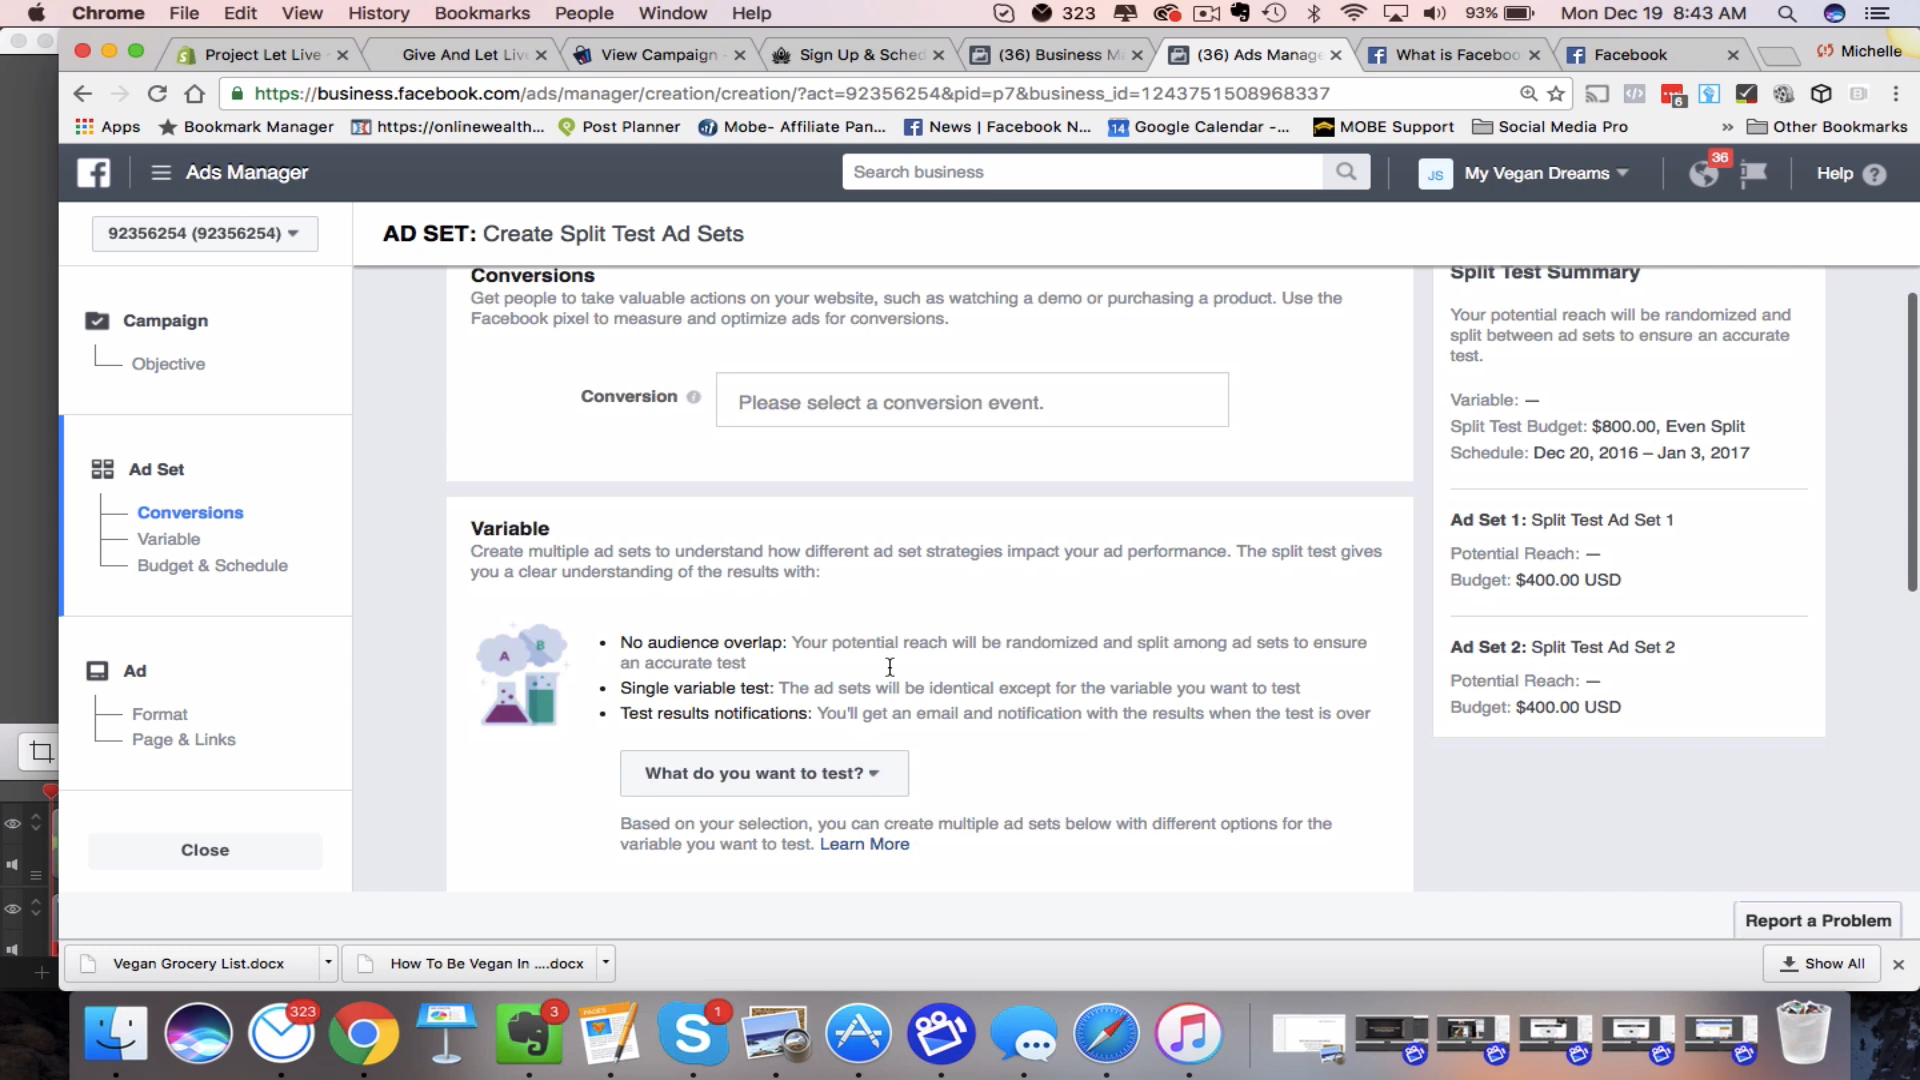 Chrome File Edit View History Bookmarks People Window Help 323 93% Mon Dec 19 8:43 AM
Project Let Live Give And Let Liv View Campaign Sign Up & Sched (36) Business M (36) Ads Manage What is Faceboo Facebook Michelle
https://business.facebook.com/ads/manager/creation/creation/?act=92356254&pid=p7&business_id=1243751508968337 6
Apps Bookmark Manager https://onlinewealth... Post Planner Mobe- Affiliate Pan... News | Facebook N... 14 Google Calendar -... MOBE Support Social Media Pro » Other Bookmarks
Ads Manager Search business JS My Vegan Dreams 36 Help ?
92356254 (92356254) AD SET: Create Split Test Ad Sets
Campaign
Objective
Ad Set
Conversions
Variable
Budget & Schedule
Ad
Format
Page & Links
Close
Conversions
Get people to take valuable actions on your website, such as watching a demo or purchasing a product. Use the
Facebook pixel to measure and optimize ads for conversions.
Conversion i Please select a conversion event.
Variable
Create multiple ad sets to understand how different ad set strategies impact your ad performance. The split test gives
you a clear understanding of the results with:
A B
• No audience overlap: Your potential reach will be randomized and split among ad sets to ensure
an accurate test
• Single variable test: The ad sets will be identical except for the variable you want to test
• Test results notifications: You'll get an email and notification with the results when the test is over
What do you want to test?
Based on your selection, you can create multiple ad sets below with different options for the
variable you want to test. Learn More
Split Test Summary
Your potential reach will be randomized and
split between ad sets to ensure an accurate
test.
Variable: —
Split Test Budget: $800.00, Even Split
Schedule: Dec 20, 2016 – Jan 3, 2017
Ad Set 1: Split Test Ad Set 1
Potential Reach: —
Budget: $400.00 USD
Ad Set 2: Split Test Ad Set 2
Potential Reach: —
Budget: $400.00 USD
Report a Problem
Vegan Grocery List.docx How To Be Vegan In ....docx Show All
323 3 PAGES S 1